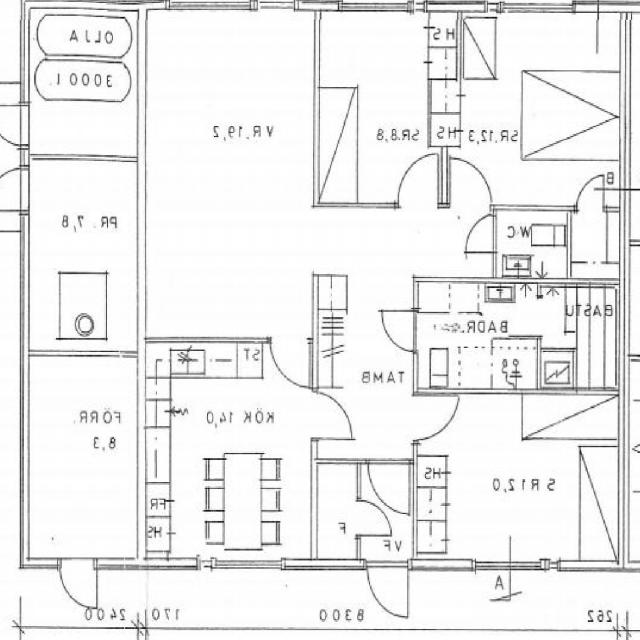 OLJA
3000 l.
HS
VR. 19,2
SR. 8,8
HS
SR. 12,3
B
PR. 7,8
WC
BASTU
BADR.
ST
TAMB
FÖRR.
8,3
KÖK 14,0
HS
SR 12,0
FR
HS
F
VF
A
2400
170
8300
262